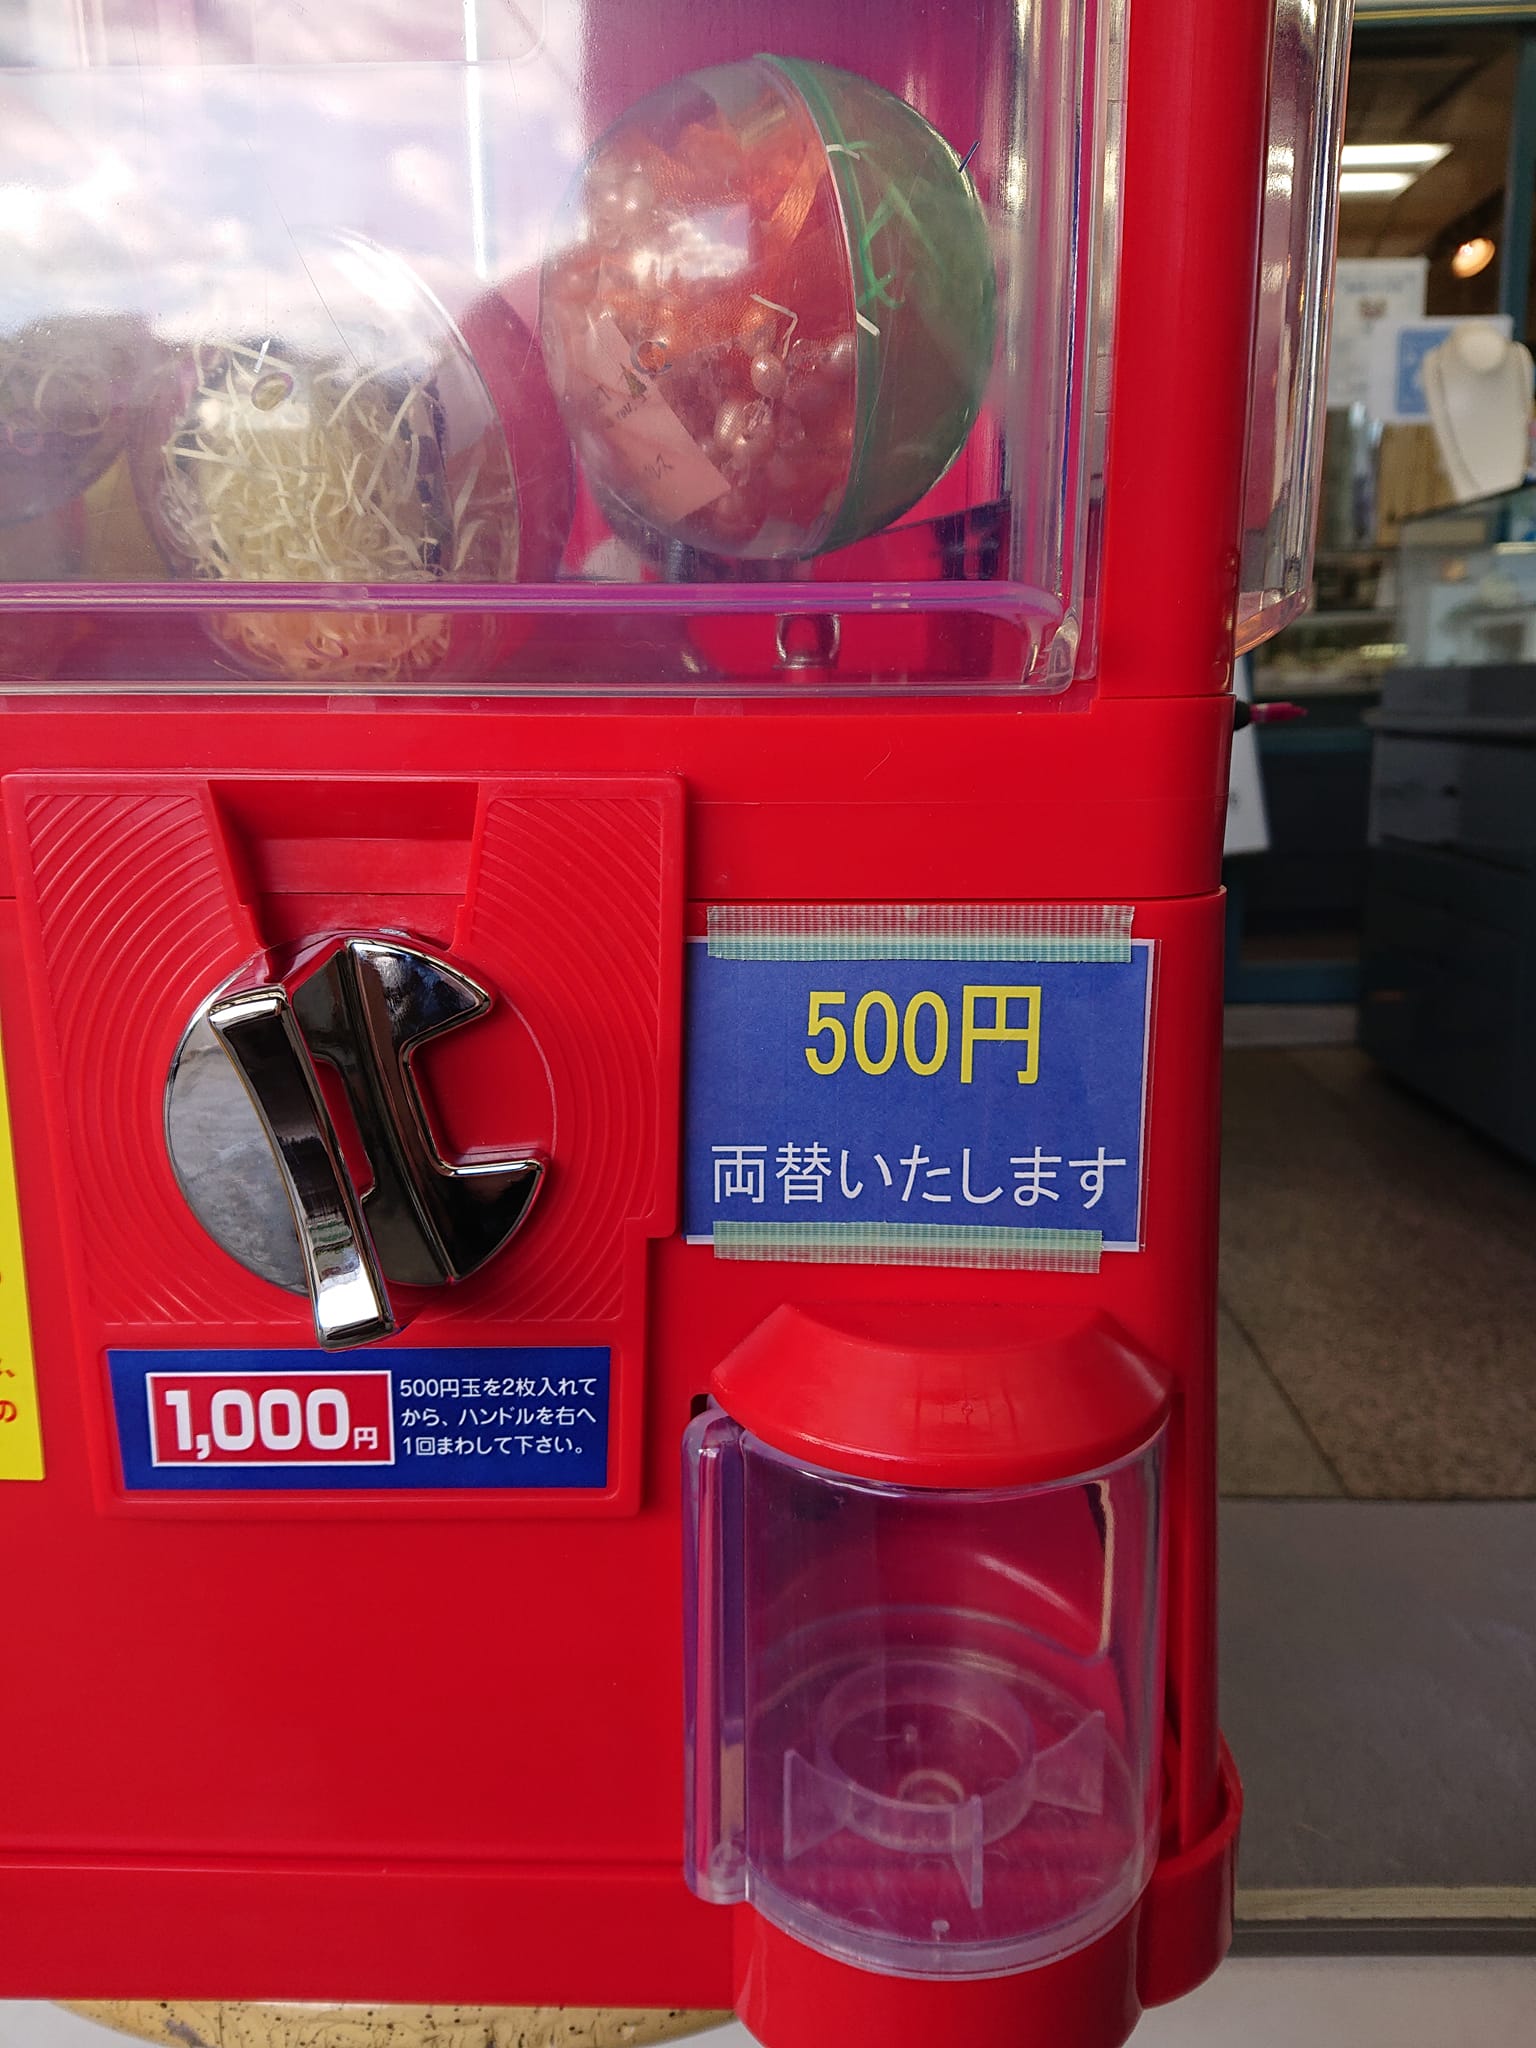 500円
両替いたします
1,000円
500円玉を2枚入れて
から、ハンドルを右へ
1回まわして下さい。
の